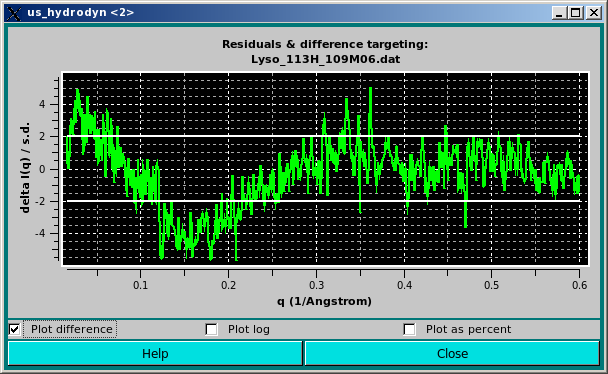 us_hydrodyn <2>
Residuals & difference targeting:
Lyso_113H_109M06.dat
delta I(q) / s.d.
4
2
0
-2
-4
0.1 0.2 0.3 0.4 0.5 0.6
q (1/Angstrom)
Plot difference Plot log Plot as percent
Help Close